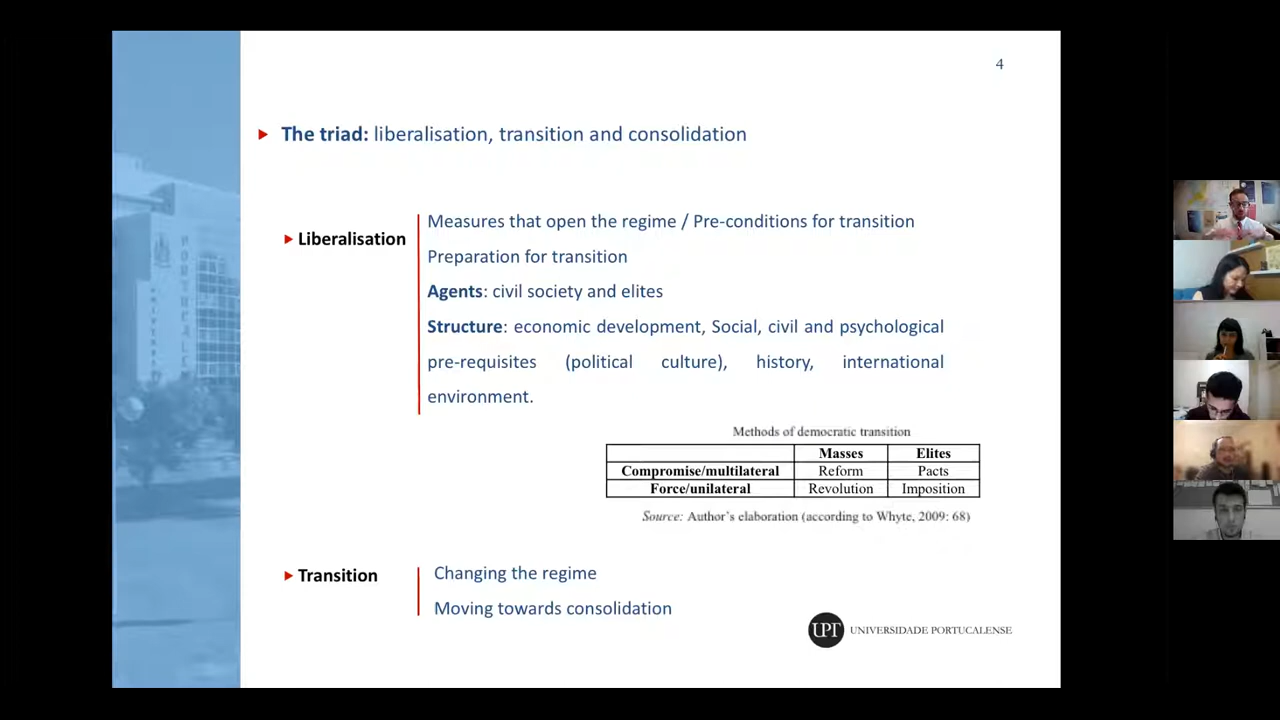 4
The triad: liberalisation, transition and consolidation
Liberalisation
Measures that open the regime / Pre-conditions for transition
Preparation for transition
Agents: civil society and elites
Structure: economic development, Social, civil and psychological
pre-requisites (political culture), history, international
environment.
Methods of democratic transition
Masses Elites
Compromise/multilateral Reform Pacts
Force/unilateral Revolution Imposition
Source: Author's elaboration (according to Whyte, 2009: 68)
Transition
Changing the regime
Moving towards consolidation
UPT UNIVERSIDADE PORTUCALENSE